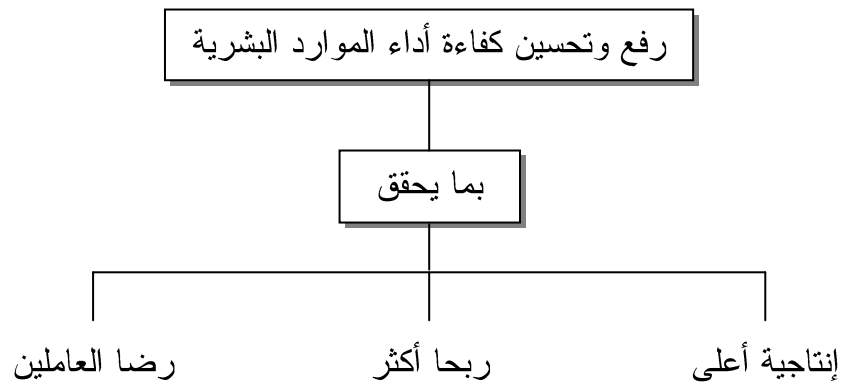 رفع وتحسين كفاءة أداء الموارد البشرية
بما يحقق
إنتاجية أعلى
ربحا أكثر
رضا العاملين